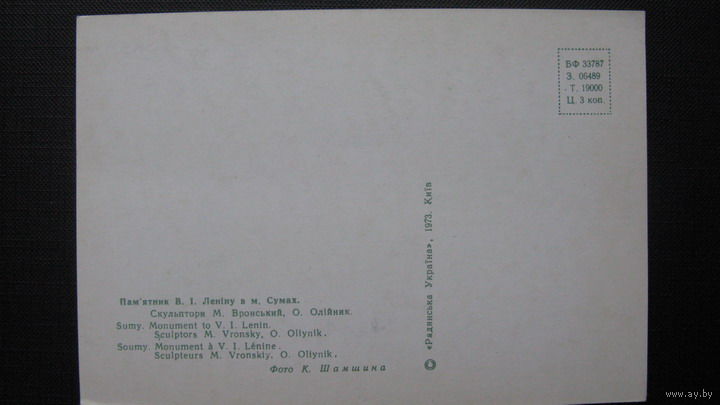 БФ 33787
З. 06489
Т. 19000
Ц. 3 коп.
Пам'ятник В. І. Леніну в м. Сумах.
Скульптори М. Вронський, О. Олійник.
Sumy. Monument to V. I. Lenin.
Sculptors M. Vronsky, O. Oliynik.
Soumy. Monument à V. I. Lénine.
Sculpteurs M. Vronskiy, O. Oliynik.
Фото К. Шамшина
© «Радянська Україна», 1973. Київ
www.ay.by